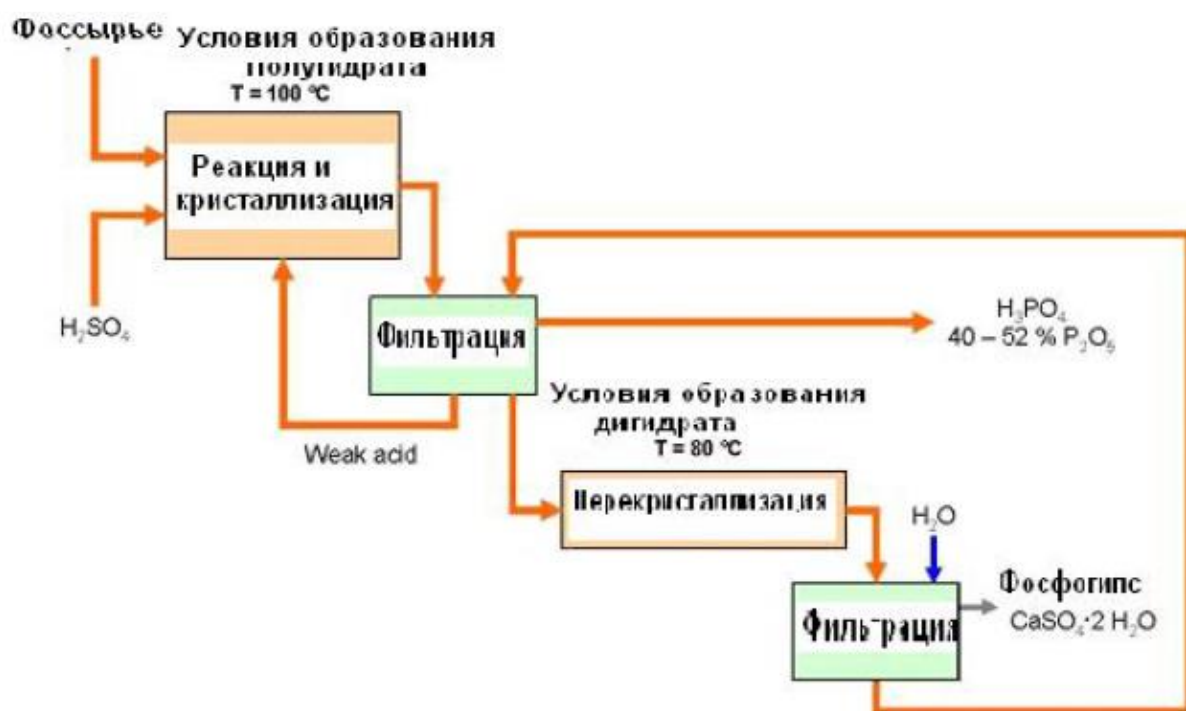 Фоссырье
Условия образования
Полугидрата
T = 100 °C
Реакция и
кристаллизация
H₂SO₄
Фильтрация
H₃PO₄
40 – 52 % P₂O₅
Weak acid
Условия образования
дигидрата
T = 80 °C
Перекристаллизация
H₂O
Фильтрация
Фосфогипс
CaSO₄·2 H₂O